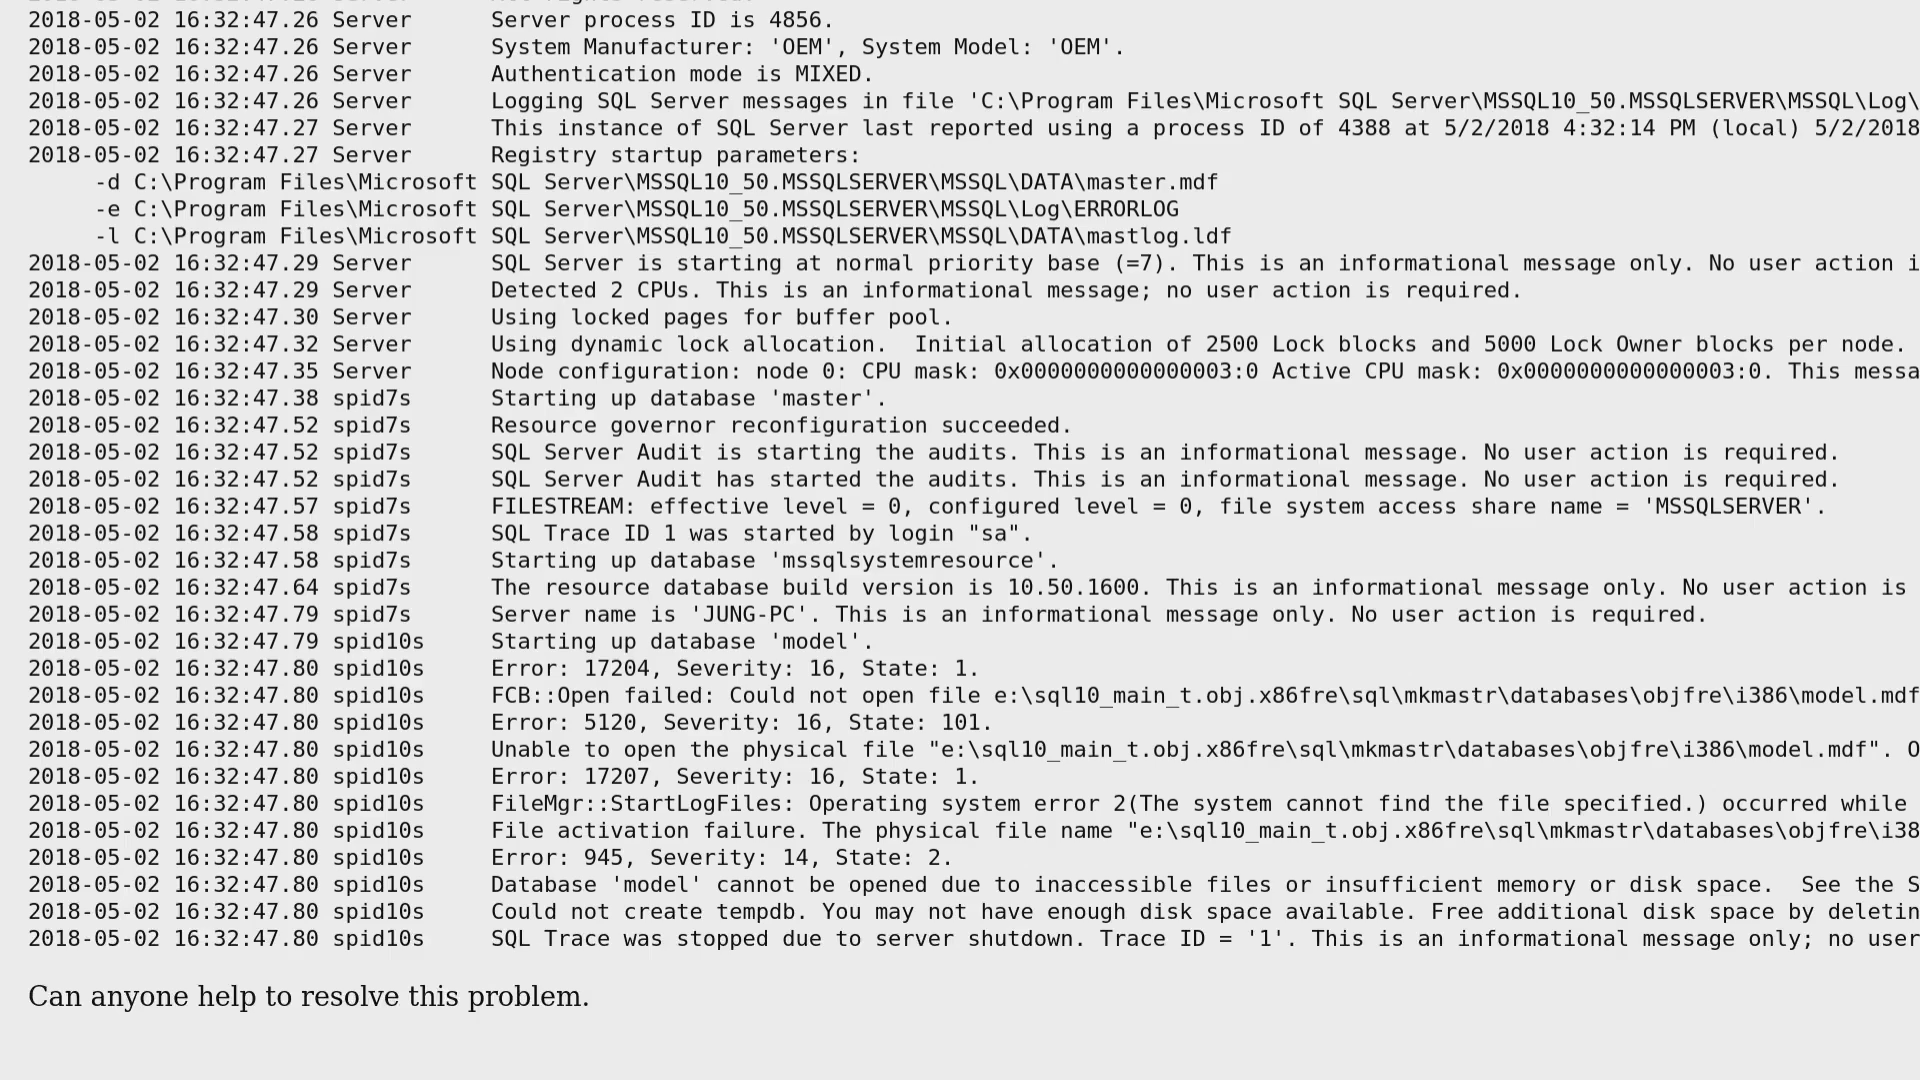 2018-05-02 16:32:47.26 Server      Server process ID is 4856.
2018-05-02 16:32:47.26 Server      System Manufacturer: 'OEM', System Model: 'OEM'.
2018-05-02 16:32:47.26 Server      Authentication mode is MIXED.
2018-05-02 16:32:47.26 Server      Logging SQL Server messages in file 'C:\Program Files\Microsoft SQL Server\MSSQL10_50.MSSQLSERVER\MSSQL\Log\
2018-05-02 16:32:47.27 Server      This instance of SQL Server last reported using a process ID of 4388 at 5/2/2018 4:32:14 PM (local) 5/2/2018
2018-05-02 16:32:47.27 Server      Registry startup parameters:
     -d C:\Program Files\Microsoft SQL Server\MSSQL10_50.MSSQLSERVER\MSSQL\DATA\master.mdf
     -e C:\Program Files\Microsoft SQL Server\MSSQL10_50.MSSQLSERVER\MSSQL\Log\ERRORLOG
     -l C:\Program Files\Microsoft SQL Server\MSSQL10_50.MSSQLSERVER\MSSQL\DATA\mastlog.ldf
2018-05-02 16:32:47.29 Server      SQL Server is starting at normal priority base (=7). This is an informational message only. No user action i
2018-05-02 16:32:47.29 Server      Detected 2 CPUs. This is an informational message; no user action is required.
2018-05-02 16:32:47.30 Server      Using locked pages for buffer pool.
2018-05-02 16:32:47.32 Server      Using dynamic lock allocation.  Initial allocation of 2500 Lock blocks and 5000 Lock Owner blocks per node.
2018-05-02 16:32:47.35 Server      Node configuration: node 0: CPU mask: 0x0000000000000003:0 Active CPU mask: 0x0000000000000003:0. This messa
2018-05-02 16:32:47.38 spid7s      Starting up database 'master'.
2018-05-02 16:32:47.52 spid7s      Resource governor reconfiguration succeeded.
2018-05-02 16:32:47.52 spid7s      SQL Server Audit is starting the audits. This is an informational message. No user action is required.
2018-05-02 16:32:47.52 spid7s      SQL Server Audit has started the audits. This is an informational message. No user action is required.
2018-05-02 16:32:47.57 spid7s      FILESTREAM: effective level = 0, configured level = 0, file system access share name = 'MSSQLSERVER'.
2018-05-02 16:32:47.58 spid7s      SQL Trace ID 1 was started by login "sa".
2018-05-02 16:32:47.58 spid7s      Starting up database 'mssqlsystemresource'.
2018-05-02 16:32:47.64 spid7s      The resource database build version is 10.50.1600. This is an informational message only. No user action is
2018-05-02 16:32:47.79 spid7s      Server name is 'JUNG-PC'. This is an informational message only. No user action is required.
2018-05-02 16:32:47.79 spid10s     Starting up database 'model'.
2018-05-02 16:32:47.80 spid10s     Error: 17204, Severity: 16, State: 1.
2018-05-02 16:32:47.80 spid10s     FCB::Open failed: Could not open file e:\sql10_main_t.obj.x86fre\sql\mkmastr\databases\objfre\i386\model.mdf
2018-05-02 16:32:47.80 spid10s     Error: 5120, Severity: 16, State: 101.
2018-05-02 16:32:47.80 spid10s     Unable to open the physical file "e:\sql10_main_t.obj.x86fre\sql\mkmastr\databases\objfre\i386\model.mdf". O
2018-05-02 16:32:47.80 spid10s     Error: 17207, Severity: 16, State: 1.
2018-05-02 16:32:47.80 spid10s     FileMgr::StartLogFiles: Operating system error 2(The system cannot find the file specified.) occurred while
2018-05-02 16:32:47.80 spid10s     File activation failure. The physical file name "e:\sql10_main_t.obj.x86fre\sql\mkmastr\databases\objfre\i38
2018-05-02 16:32:47.80 spid10s     Error: 945, Severity: 14, State: 2.
2018-05-02 16:32:47.80 spid10s     Database 'model' cannot be opened due to inaccessible files or insufficient memory or disk space.  See the S
2018-05-02 16:32:47.80 spid10s     Could not create tempdb. You may not have enough disk space available. Free additional disk space by deletin
2018-05-02 16:32:47.80 spid10s     SQL Trace was stopped due to server shutdown. Trace ID = '1'. This is an informational message only; no user
Can anyone help to resolve this problem.